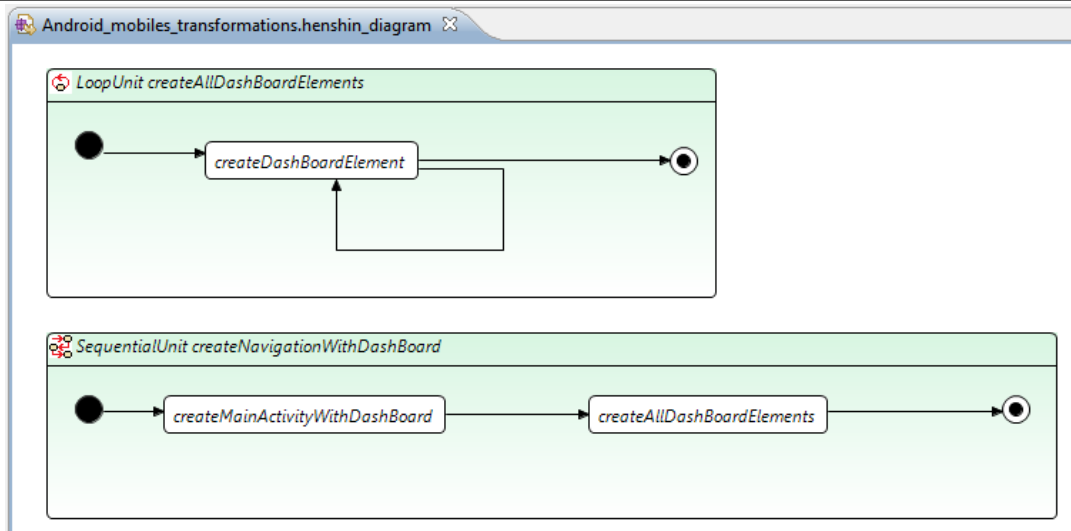 Android_mobiles_transformations.henshin_diagram
LoopUnit createAllDashBoardElements
createDashBoardElement
SequentialUnit createNavigationWithDashBoard
createMainActivityWithDashBoard
createAllDashBoardElements